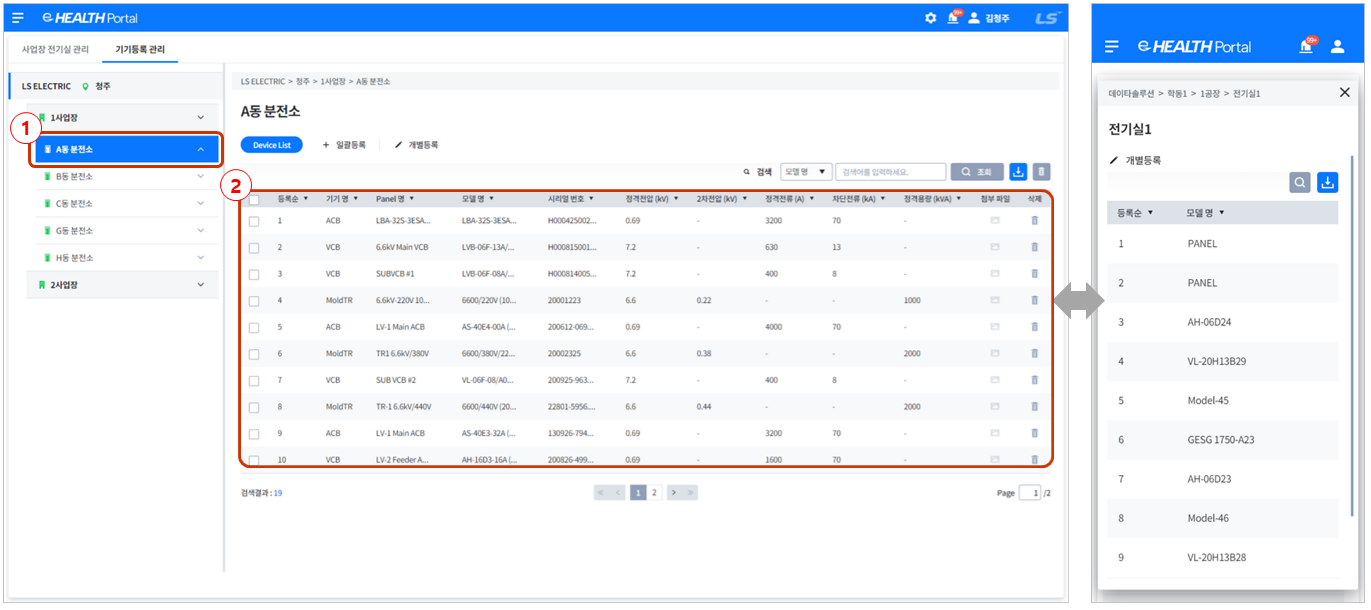 e HEALTH Portal
99+
김청주
LS
사업장 전기실 관리
기기등록 관리
LS ELECTRIC 청주
1
1사업장
A동 분전소
B동 분전소
C동 분전소
G동 분전소
H동 분전소
2사업장
LS ELECTRIC > 청주 > 1사업장 > A동 분전소
A동 분전소
Device List
+ 일괄등록
개별등록
검색 모델명 ▼ 검색어를 입력하세요. 조회
2
등록순 ▼ 기기 명 ▼ Panel 명 ▼ 모델 명 ▼ 시리얼 번호 ▼ 정격전압 (kV) ▼ 2차전압 (kV) ▼ 정격전류 (A) ▼ 차단전류 (kA) ▼ 정격용량 (kVA) ▼ 첨부 파일 삭제
1 ACB LBA-32S-3ESA... LBA-32S-3ESA... H000425002... 0.69 - 3200 70 -
2 VCB 6.6kV Main VCB LVB-06F-13A/... H000815001... 7.2 - 630 13 -
3 VCB SUBVCB #1 LVB-06F-08A/... H000814005... 7.2 - 400 8 -
4 MoldTR 6.6kV-220V 10... 6600/220V (10... 20001223 6.6 0.22 - - 1000
5 ACB LV-1 Main ACB AS-40E4-00A (... 200612-069... 0.69 - 4000 70 -
6 MoldTR TR1 6.6kV/380V 6600/380V/22... 20002325 6.6 0.38 - - 2000
7 VCB SUB VCB #2 VL-06F-08/A0... 200925-963... 7.2 - 400 8 -
8 MoldTR TR-1 6.6kV/440V 6600/440V (20... 22801-5956.... 6.6 0.44 - - 2000
9 ACB LV-1 Main ACB AS-40E3-32A (... 130926-794... 0.69 - 3200 70 -
10 VCB LV-2 Feeder A... AH-16D3-16A (... 200826-499... 0.69 - 1600 70 -
검색결과 : 19
« < 1 2 > »
Page 1 /2
e HEALTH Portal
99+
데이타솔루션 > 학동1 > 1공장 > 전기실1
전기실1
개별등록
등록순 ▼ 모델 명 ▼
1 PANEL
2 PANEL
3 AH-06D24
4 VL-20H13B29
5 Model-45
6 GESG 1750-A23
7 AH-06D23
8 Model-46
9 VL-20H13B28